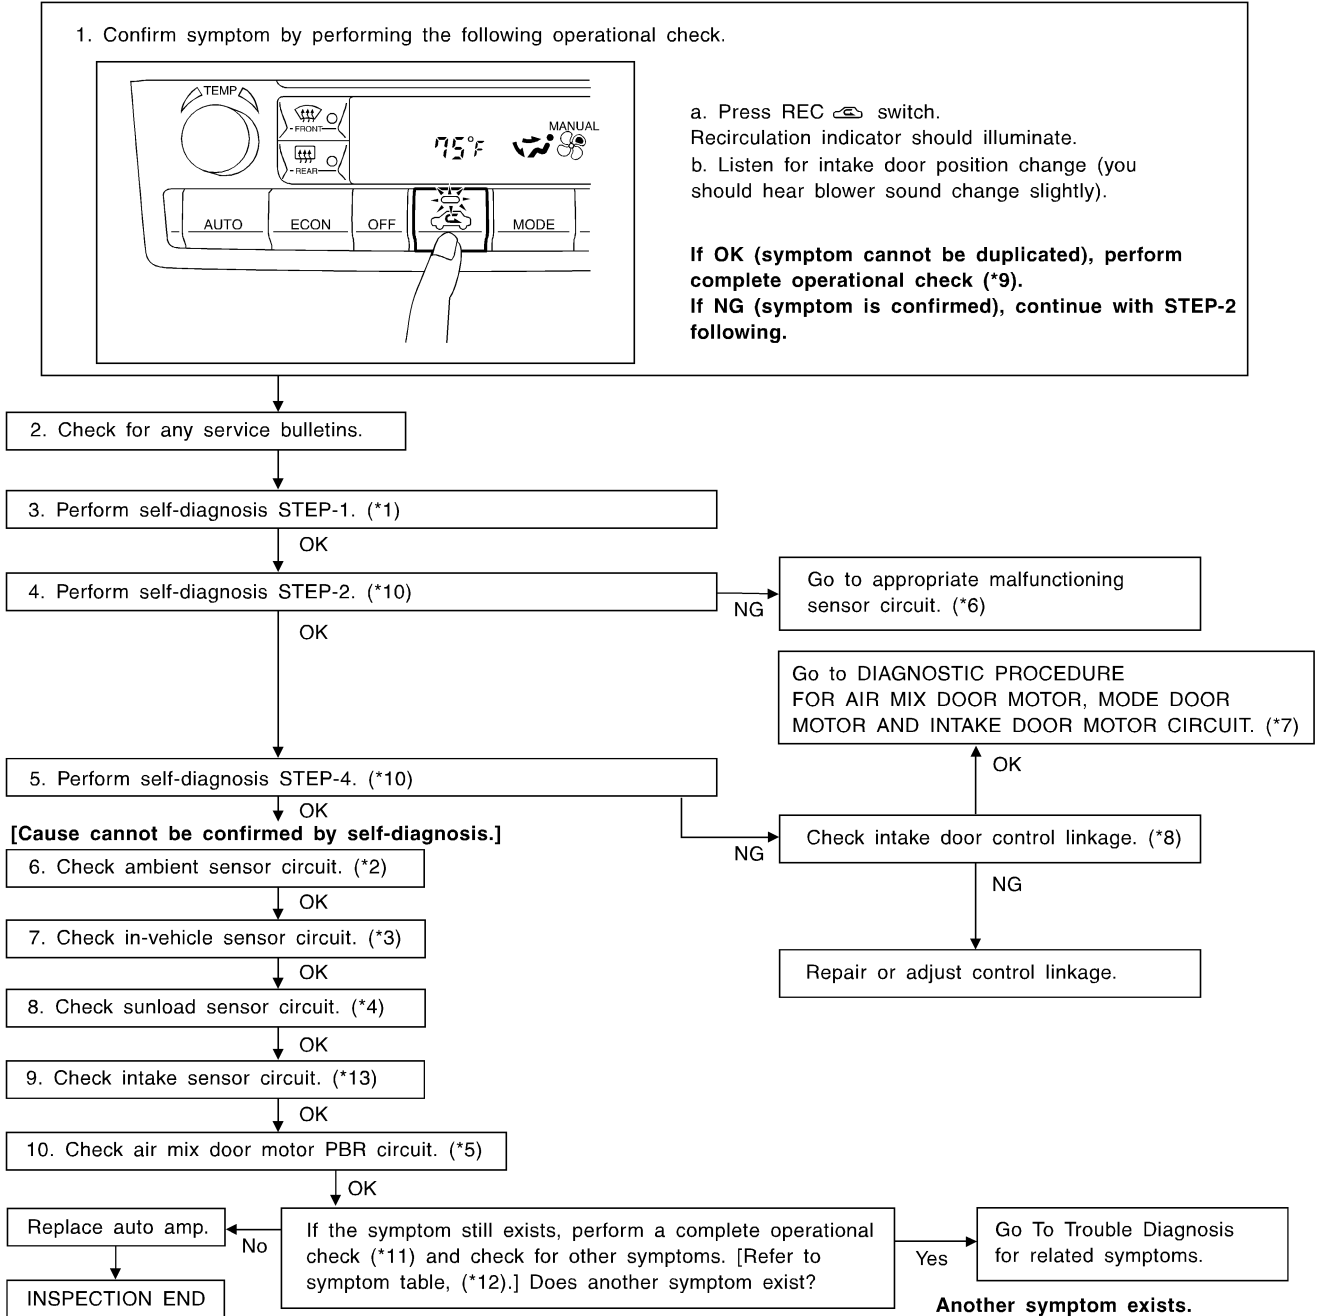 1. Confirm symptom by performing the following operational check.
TEMP
FRONT
REAR
75°F
MANUAL
AUTO
ECON
OFF
MODE
a. Press REC switch.
Recirculation indicator should illuminate.
b. Listen for intake door position change (you
should hear blower sound change slightly).
If OK (symptom cannot be duplicated), perform
complete operational check (*9).
If NG (symptom is confirmed), continue with STEP-2
following.
2. Check for any service bulletins.
3. Perform self-diagnosis STEP-1. (*1)
OK
4. Perform self-diagnosis STEP-2. (*10)
NG
Go to appropriate malfunctioning
sensor circuit. (*6)
OK
Go to DIAGNOSTIC PROCEDURE
FOR AIR MIX DOOR MOTOR, MODE DOOR
MOTOR AND INTAKE DOOR MOTOR CIRCUIT. (*7)
OK
5. Perform self-diagnosis STEP-4. (*10)
OK
NG
Check intake door control linkage. (*8)
NG
Repair or adjust control linkage.
[Cause cannot be confirmed by self-diagnosis.]
6. Check ambient sensor circuit. (*2)
OK
7. Check in-vehicle sensor circuit. (*3)
OK
8. Check sunload sensor circuit. (*4)
OK
9. Check intake sensor circuit. (*13)
OK
10. Check air mix door motor PBR circuit. (*5)
OK
If the symptom still exists, perform a complete operational
check (*11) and check for other symptoms. [Refer to
symptom table, (*12).] Does another symptom exist?
No
Replace auto amp.
INSPECTION END
Yes
Go To Trouble Diagnosis
for related symptoms.
Another symptom exists.